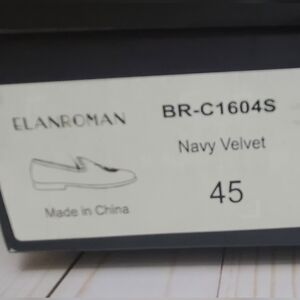 ELANROMAN
BR-C1604S
Navy Velvet
45
Made in China